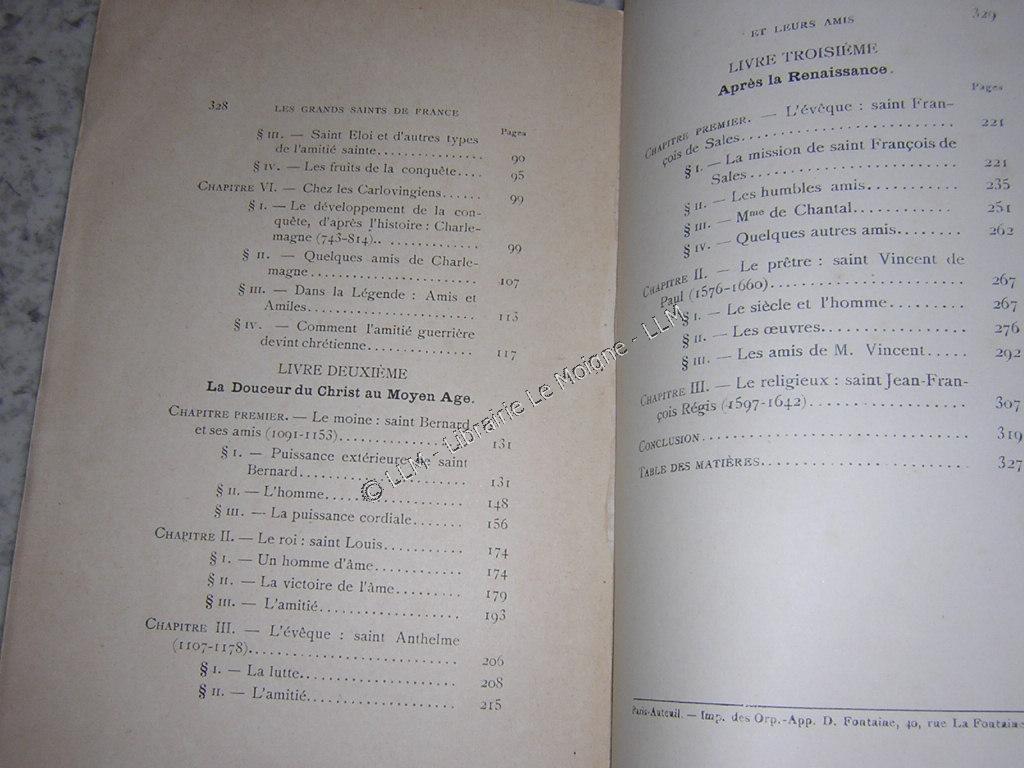 328 LES GRANDS SAINTS DE FRANCE
Pages
§ III. — Saint Eloi et d'autres types
de l'amitié sainte............... 90
§ IV. — Les fruits de la conquête.... 95
CHAPITRE VI. — Chez les Carlovingiens. 99
§ I. — Le développement de la con-
quête, d'après l'histoire : Charle-
magne (743-814).. ............ 99
§ II. — Quelques amis de Charle-
magne.................... 107
§ III. — Dans la Légende : Amis et
Amiles.................... 113
§ IV. — Comment l'amitié guerrière
devint chrétienne.............. 117
LIVRE DEUXIÈME
La Douceur du Christ au Moyen Age.
CHAPITRE PREMIER. — Le moine : saint Bernard
et ses amis (1091-1153)............... 131
§ I. — Puissance extérieure de saint
Bernard.................... 131
§ II. — L'homme................ 148
§ III. — La puissance cordiale....... 156
CHAPITRE II. — Le roi : saint Louis.......... 174
§ I. — Un homme d'âme............ 174
§ II. — La victoire de l'âme......... 179
§ III. — L'amitié................ 193
CHAPITRE III. — L'évêque : saint Anthelme
(1107-1178)...................... 206
§ I. — La lutte.................. 208
§ II. — L'amitié................ 215
ET LEURS AMIS 329
LIVRE TROISIÈME
Après la Renaissance.
Pages
CHAPITRE PREMIER. — L'évêque : saint Fran-
çois de Sales...................... 221
§ I. — La mission de saint François de
Sales...................... 221
§ II. — Les humbles amis........... 235
§ III. — Mme de Chantal............ 251
§ IV. — Quelques autres amis........ 262
CHAPITRE II. — Le prêtre : saint Vincent de
Paul (1576-1660).................... 267
§ I. — Le siècle et l'homme......... 267
§ II. — Les œuvres................ 276
§ III. — Les amis de M. Vincent..... 292
CHAPITRE III. — Le religieux : saint Jean-Fran-
çois Régis (1597-1642)................ 307
CONCLUSION.......................... 319
TABLE DES MATIÈRES.................... 327
Paris-Auteuil. — Imp. des Orp.-App. D. Fontaine, 40, rue La Fontaine
© LLM - Librairie Le Moigne - LLM